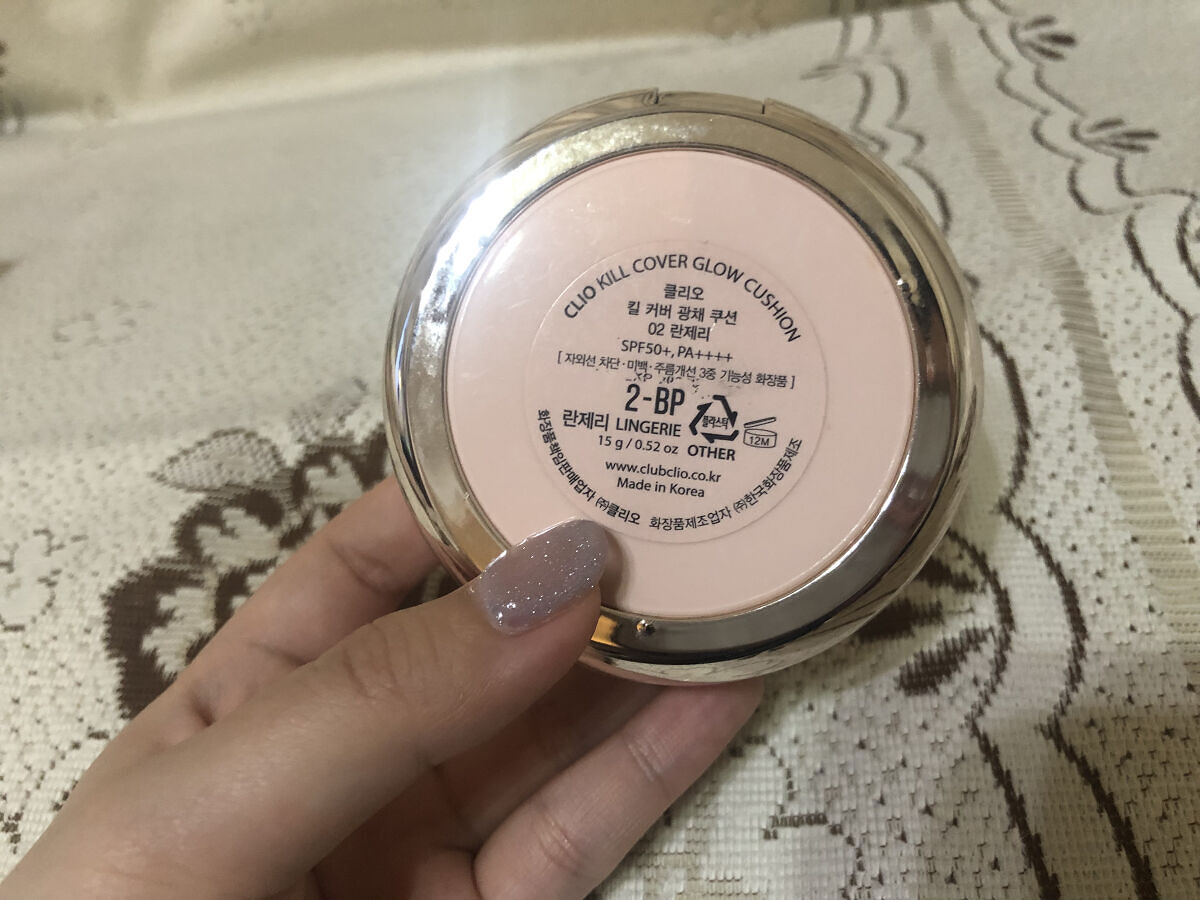 CLIO KILL COVER GLOW CUSHION
클리오
킬 커버 광채 쿠션
02 란제리
SPF50+, PA++++
[ 자외선 차단·미백·주름개선 3중 기능성 화장품 ]
2-BP
란제리 LINGERIE
플라스틱
OTHER
12M
15 g / 0.52 oz
www.clubclio.co.kr
Made in Korea
화장품책임판매업자 ㈜클리오 화장품제조업자 ㈜한국화장품제조